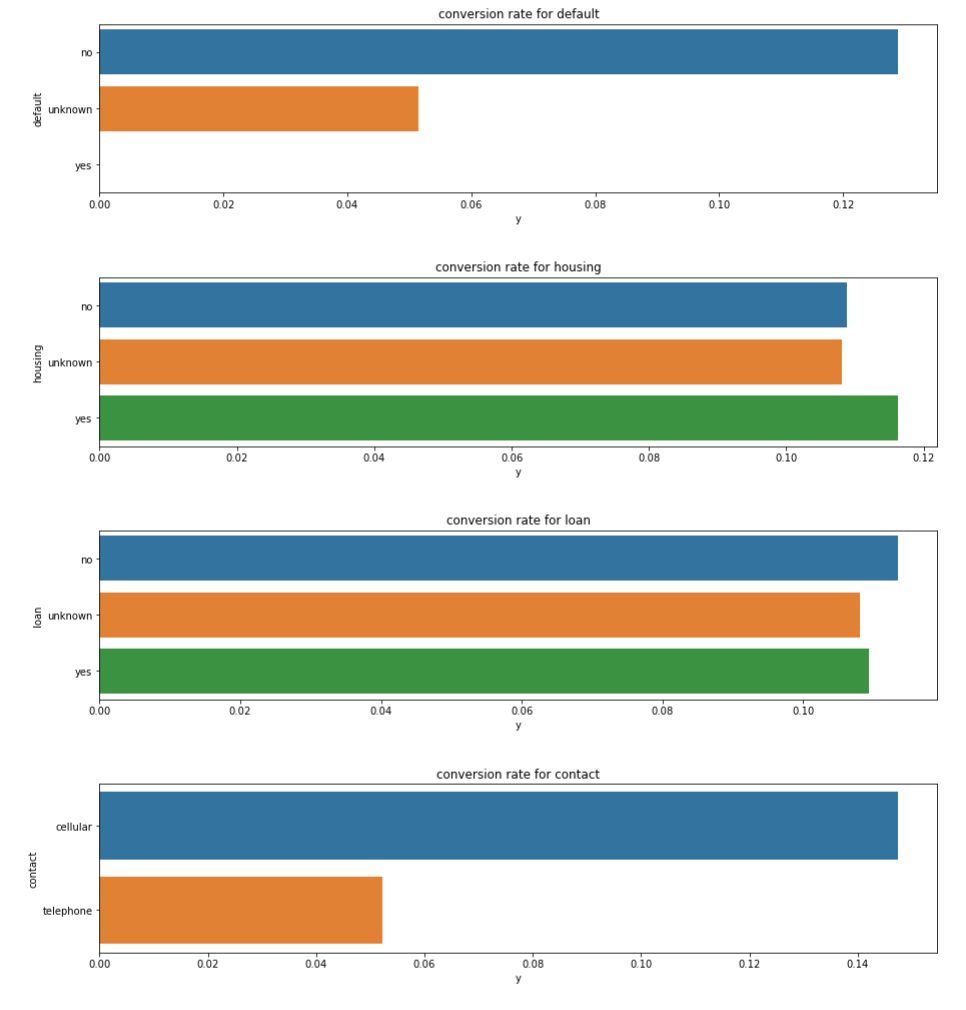 conversion rate for default
default
no
unknown
yes
0.00 0.02 0.04 0.06 0.08 0.10 0.12
y
conversion rate for housing
housing
no
unknown
yes
0.00 0.02 0.04 0.06 0.08 0.10 0.12
y
conversion rate for loan
loan
no
unknown
yes
0.00 0.02 0.04 0.06 0.08 0.10
y
conversion rate for contact
contact
cellular
telephone
0.00 0.02 0.04 0.06 0.08 0.10 0.12 0.14
y